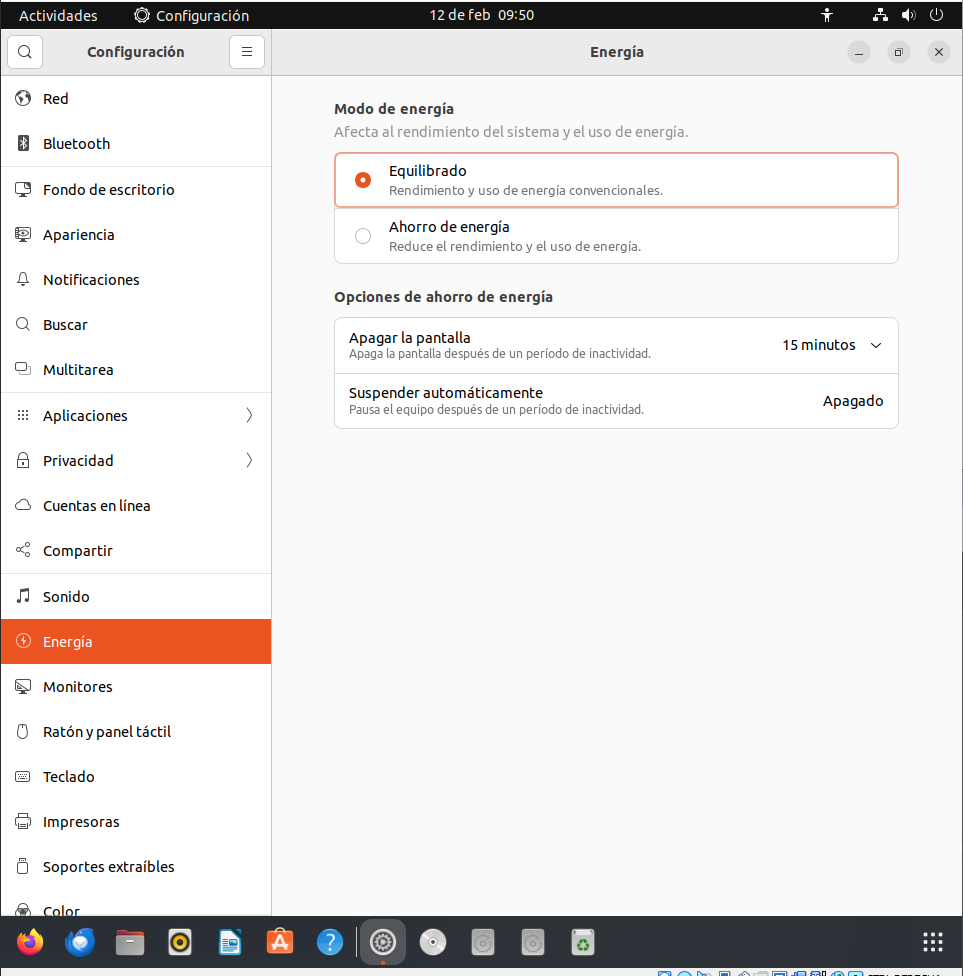 Actividades Configuración 12 de feb 09:50
Configuración
Energía
Red
Bluetooth
Fondo de escritorio
Apariencia
Notificaciones
Buscar
Multitarea
Aplicaciones
Privacidad
Cuentas en línea
Compartir
Sonido
Energía
Monitores
Ratón y panel táctil
Teclado
Impresoras
Soportes extraíbles
Color
Modo de energía
Afecta al rendimiento del sistema y el uso de energía.
Equilibrado
Rendimiento y uso de energía convencionales.
Ahorro de energía
Reduce el rendimiento y el uso de energía.
Opciones de ahorro de energía
Apagar la pantalla
Apaga la pantalla después de un período de inactividad.
15 minutos
Suspender automáticamente
Pausa el equipo después de un período de inactividad.
Apagado